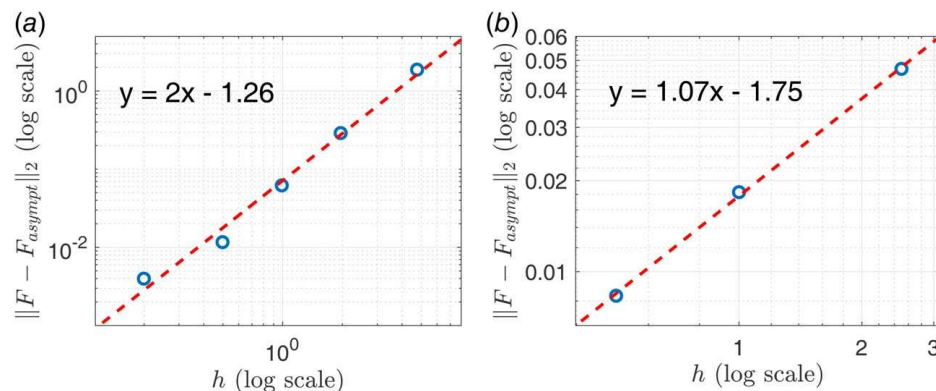 (a)
y = 2x - 1.26
10^0
10^-2
‖F − F_asympt‖_2 (log scale)
10^0
h (log scale)
(b)
y = 1.07x - 1.75
0.06
0.05
0.04
0.03
0.02
0.01
‖F − F_asympt‖_2 (log scale)
1
2
3
h (log scale)